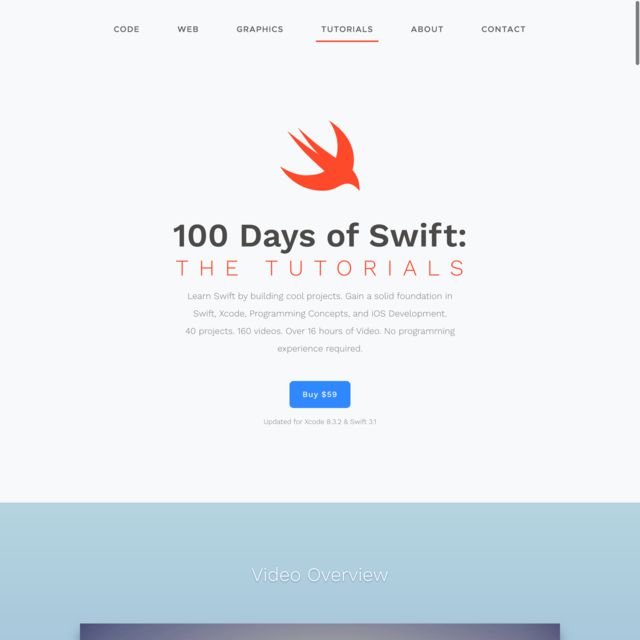 CODE WEB GRAPHICS TUTORIALS ABOUT CONTACT
100 Days of Swift:
THE TUTORIALS
Learn Swift by building cool projects. Gain a solid foundation in
Swift, Xcode, Programming Concepts, and iOS Development.
40 projects. 160 videos. Over 16 hours of Video. No programming
experience required.
Buy $59
Updated for Xcode 8.3.2 & Swift 3.1
Video Overview